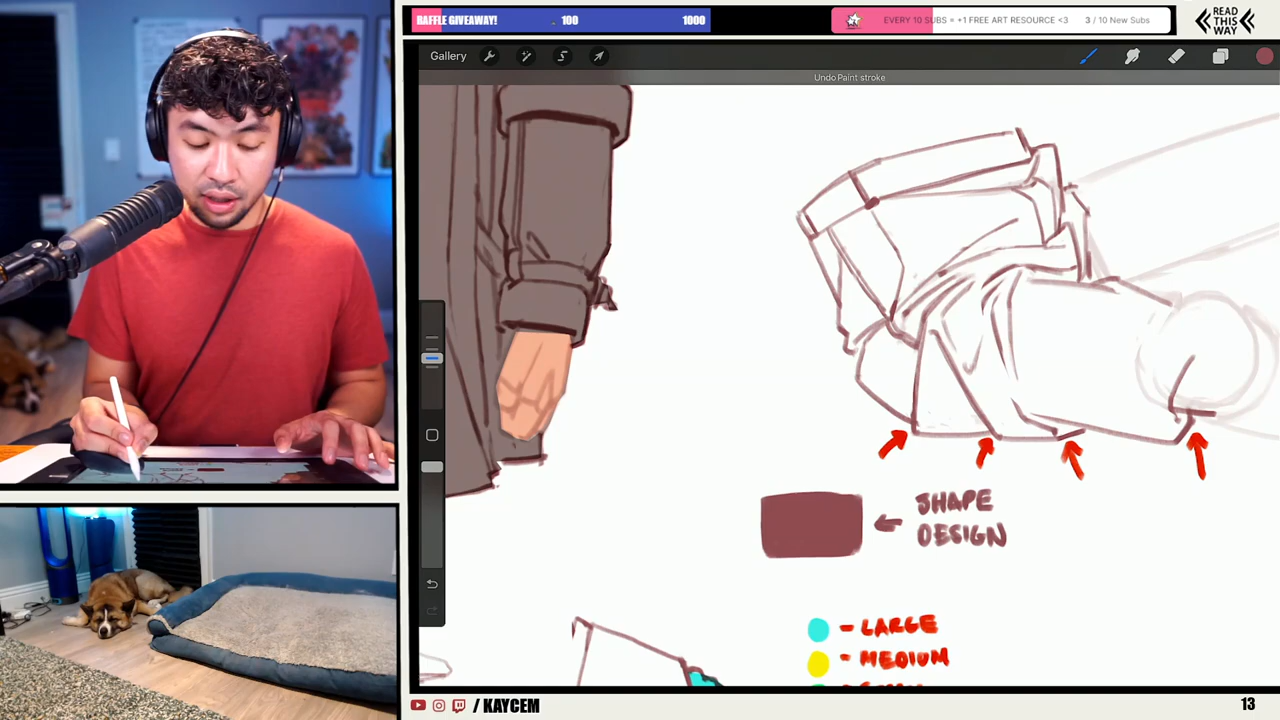 RAFFLE GIVEAWAY!
100
1000
EVERY 10 SUBS = +1 FREE ART RESOURCE <3
3 / 10 New Subs
READ
THIS
WAY
Gallery
Undo Paint stroke
SHAPE
DESIGN
- LARGE
- MEDIUM
/ KAYCEM
13